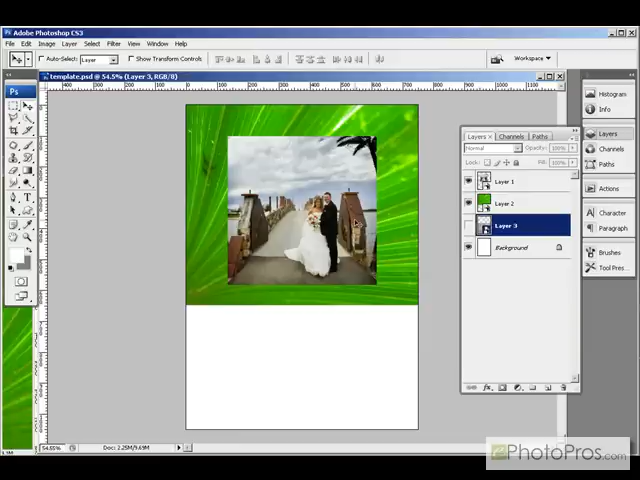 Adobe Photoshop CS3
File Edit Image Layer Select Filter View Window Help
Auto-Select: Layer Show Transform Controls Workspace
template.psd @ 54.5% (Layer 3, RGB/8)
Ps
Layers Channels Paths
Normal Opacity: 100%
Lock: Fill: 100%
Layer 1
Layer 2
Layer 3
Background
Histogram
Info
Layers
Channels
Paths
Actions
Character
Paragraph
Brushes
Tool Pres...
54.55% Doc: 2.25M/9.69M
ePhotoPros.com